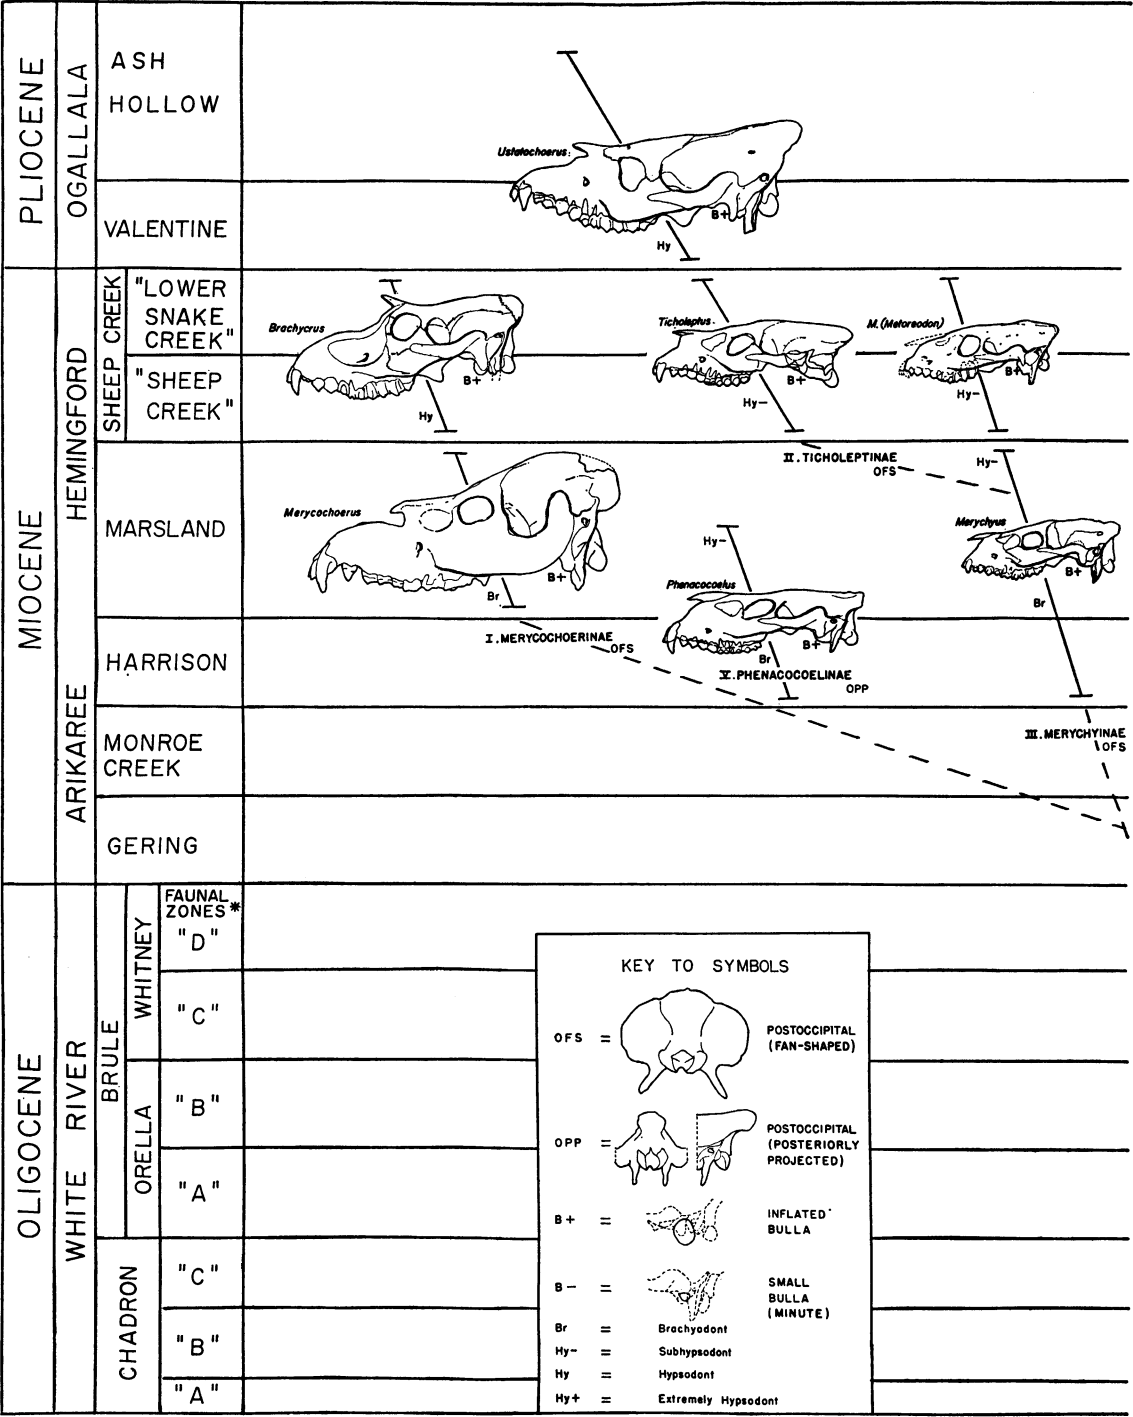 PLIOCENE
OGALLALA
ASH
HOLLOW
VALENTINE
Ustatochoerus
B+
Hy
MIOCENE
HEMINGFORD
SHEEP CREEK
"LOWER
SNAKE
CREEK"
"SHEEP
CREEK"
Brachycrus
B+
Hy
Ticholeptus
B+
Hy-
M. (Metoreodon)
B+
Hy-
II. TICHOLEPTINAE
OFS
MARSLAND
Merycochoerus
B+
Br
Hy-
Phenacocoelus
Hy-
Merychyus
B+
Br
I. MERYCOCHOERINAE
OFS
ARIKAREE
HARRISON
B+
Br
V. PHENACOCOELINAE
OPP
MONROE
CREEK
III. MERYCHYINAE
OFS
GERING
OLIGOCENE
WHITE RIVER
BRULE
WHITNEY
FAUNAL
ZONES*
"D"
"C"
ORELLA
"B"
"A"
CHADRON
"C"
"B"
"A"
KEY TO SYMBOLS
OFS = POSTOCCIPITAL
(FAN-SHAPED)
OPP = POSTOCCIPITAL
(POSTERIORLY
PROJECTED)
B+ = INFLATED
BULLA
B- = SMALL
BULLA
(MINUTE)
Br = Brachyodont
Hy- = Subhypsodont
Hy = Hypsodont
Hy+ = Extremely Hypsodont